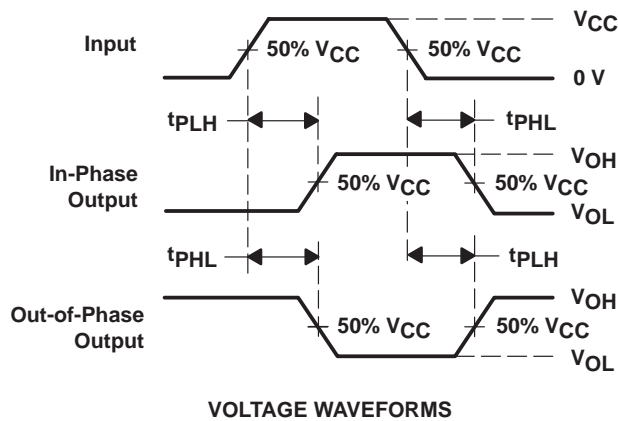 VCC
Input
50% VCC
50% VCC
0 V
tPLH
tPHL
VOH
In-Phase
Output
50% VCC
50% VCC
VOL
tPHL
tPLH
VOH
Out-of-Phase
Output
50% VCC
50% VCC
VOL
VOLTAGE WAVEFORMS